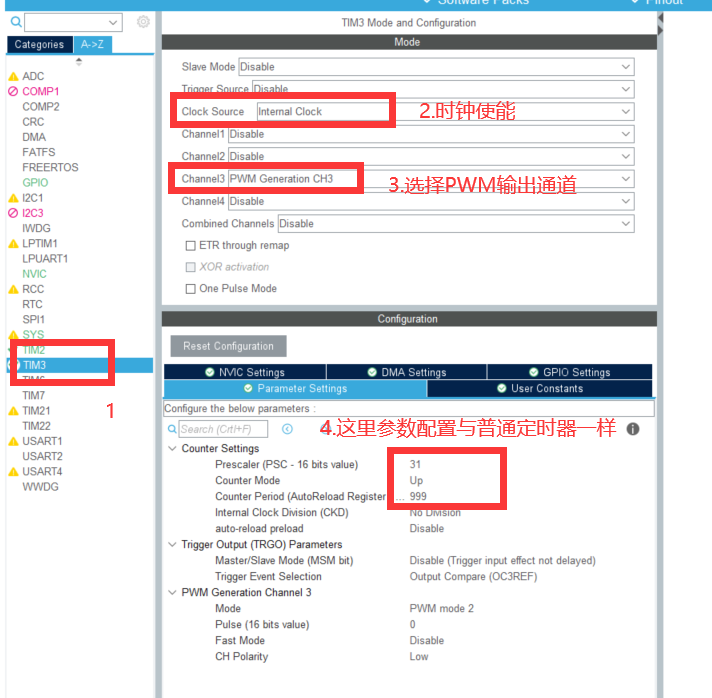 Software Packs
Pinout
TIM3 Mode and Configuration
Categories
A->Z
Mode
ADC
COMP1
COMP2
CRC
DMA
FATFS
FREERTOS
GPIO
I2C1
I2C3
IWDG
LPTIM1
LPUART1
NVIC
RCC
RTC
SPI1
SYS
TIM2
TIM3
TIM6
TIM7
TIM21
TIM22
USART1
USART2
USART4
WWDG
1
Slave Mode Disable
Trigger Source Disable
Clock Source Internal Clock
2.时钟使能
Channel1 Disable
Channel2 Disable
Channel3 PWM Generation CH3
3.选择PWM输出通道
Channel4 Disable
Combined Channels Disable
ETR through remap
XOR activation
One Pulse Mode
Configuration
Reset Configuration
NVIC Settings
DMA Settings
GPIO Settings
Parameter Settings
User Constants
Configure the below parameters :
Search (Crtl+F)
4.这里参数配置与普通定时器一样
Counter Settings
Prescaler (PSC - 16 bits value) 31
Counter Mode Up
Counter Period (AutoReload Register ... 999
Internal Clock Division (CKD) No Division
auto-reload preload Disable
Trigger Output (TRGO) Parameters
Master/Slave Mode (MSM bit) Disable (Trigger input effect not delayed)
Trigger Event Selection Output Compare (OC3REF)
PWM Generation Channel 3
Mode PWM mode 2
Pulse (16 bits value) 0
Fast Mode Disable
CH Polarity Low